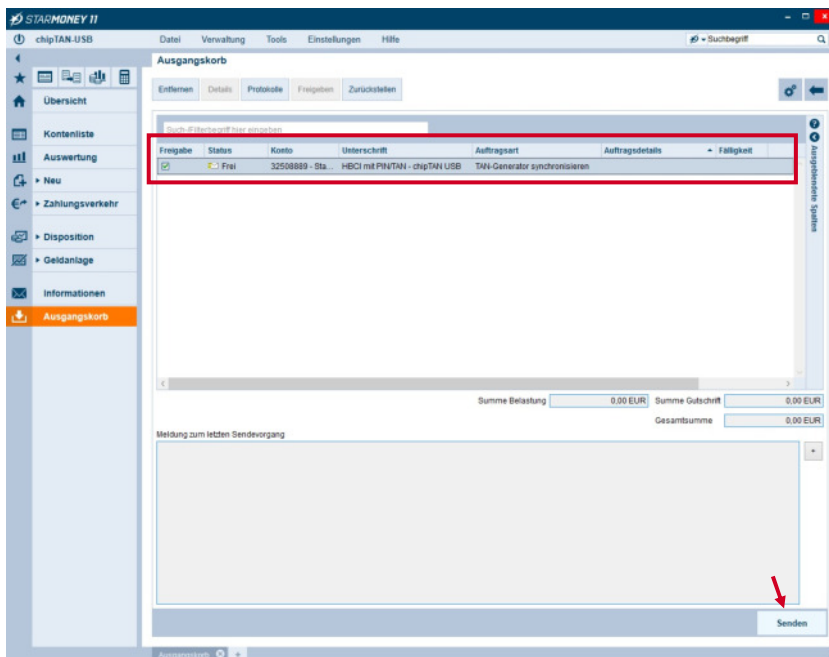 STARMONEY 11
chipTAN-USB Datei Verwaltung Tools Einstellungen Hilfe Suchbegriff
Ausgangskorb
Entfernen Details Protokolle Freigeben Zurückstellen
Übersicht
Kontenliste
Auswertung
Neu
Zahlungsverkehr
Disposition
Geldanlage
Informationen
Ausgangskorb
Such-/Filterbegriff hier eingeben
Freigabe Status Konto Unterschrift Auftragsart Auftragsdetails Fälligkeit
Frei 32508889 - Sta... HBCI mit PIN/TAN - chipTAN USB TAN-Generator synchronisieren
Ausgeblendete Spalten
Summe Belastung 0,00 EUR Summe Gutschrift 0,00 EUR
Gesamtsumme 0,00 EUR
Meldung zum letzten Sendevorgang
Senden
Ausgangskorb